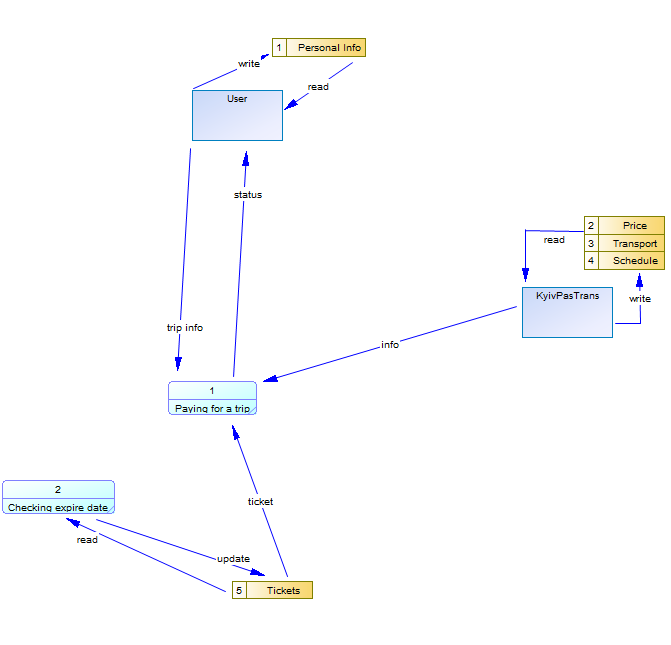 1 Personal Info
write
read
User
status
2 Price
read
3 Transport
4 Schedule
KyivPasTrans
write
trip info
info
1
Paying for a trip
2
Checking expire date
ticket
read
update
5 Tickets